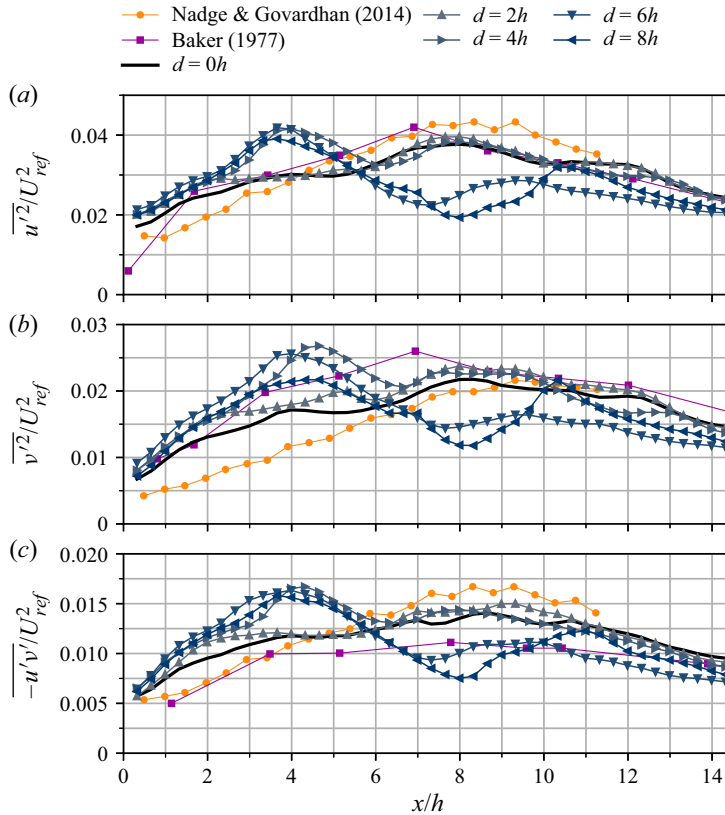 Nadge & Govardhan (2014) d = 2h d = 6h
Baker (1977) d = 4h d = 8h
d = 0h
(a)
0.04
0.02
0
u′²/U²ref
(b)
0.03
0.02
0.01
0
v′²/U²ref
(c)
0.020
0.015
0.010
0.005
0.000
−u′v′/U²ref
0 2 4 6 8 10 12 14
x/h